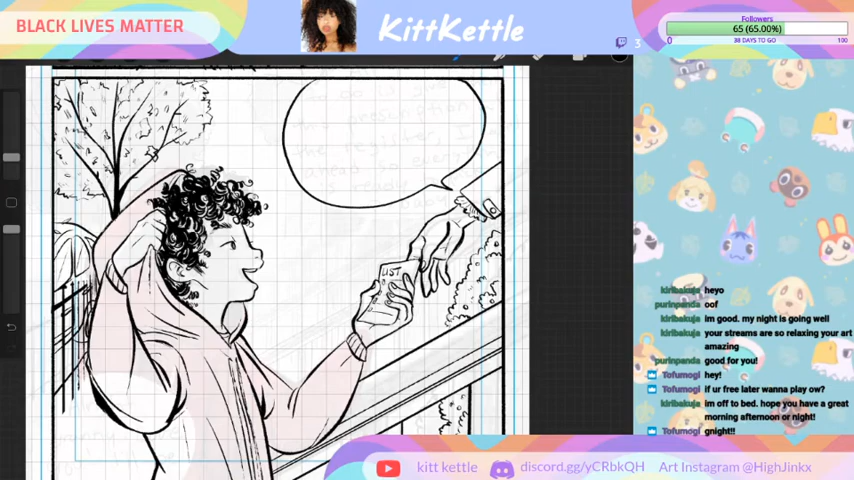 BLACK LIVES MATTER
KittKettle
3
Followers
65 (65.00%)
0
38 DAYS TO GO
100
LIST
kiribakuja heyo
purinpanda oof
kiribakuja im good. my night is going well
kiribakuja your streams are so relaxing your art
amazing
purinpanda good for you!
Tofumogi hey!
Tofumogi if ur free later wanna play ow?
kiribakuja im off to bed. hope you have a great
morning afternoon or night!
Tofumogi gnight!!
kitt kettle
discord.gg/yCRbkQH
Art Instagram @HighJinkx